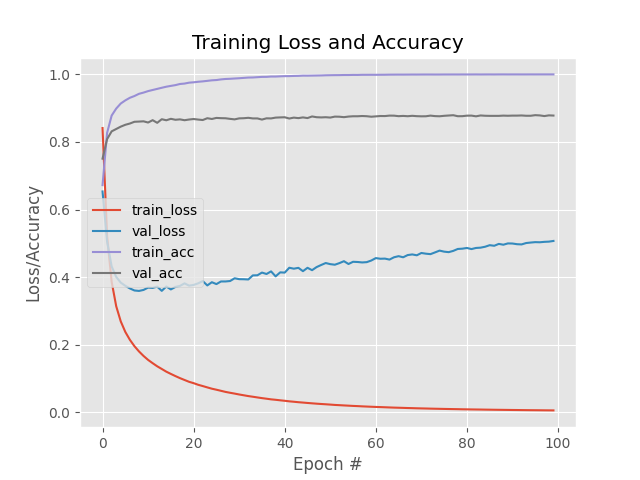 Training Loss and Accuracy
Loss/Accuracy
1.0
0.8
0.6
0.4
0.2
0.0
train_loss
val_loss
train_acc
val_acc
0 20 40 60 80 100
Epoch #